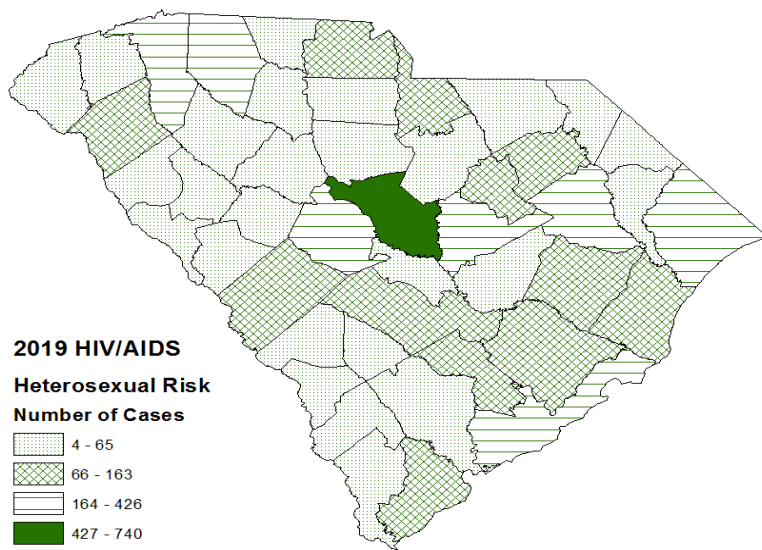 2019 HIV/AIDS
Heterosexual Risk
Number of Cases
4 - 65
66 - 163
164 - 426
427 - 740